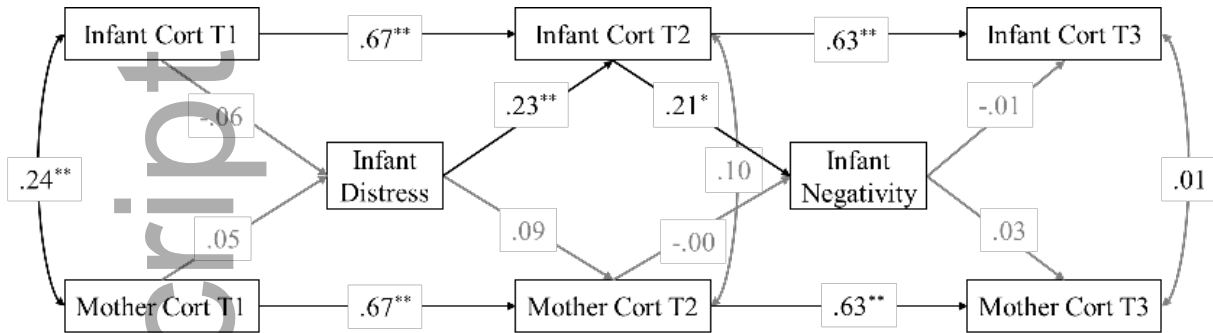 Infant Cort T1
.67**
Infant Cort T2
.63**
Infant Cort T3
-.06
.23**
.21*
-.01
.24**
Infant
Distress
.10
Infant
Negativity
.01
.05
.09
-.00
.03
Mother Cort T1
.67**
Mother Cort T2
.63**
Mother Cort T3
cript